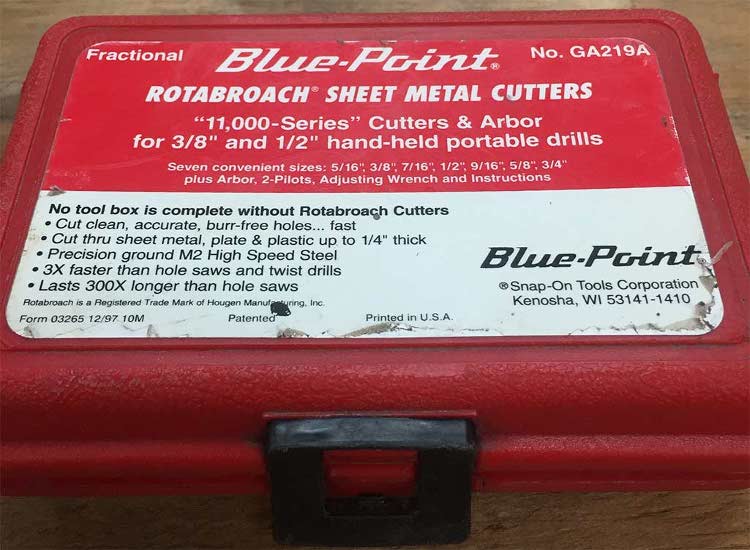 Fractional Blue-Point® No. GA219A
ROTABROACH® SHEET METAL CUTTERS
"11,000-Series" Cutters & Arbor
for 3/8" and 1/2" hand-held portable drills
Seven convenient sizes: 5/16", 3/8", 7/16", 1/2", 9/16", 5/8", 3/4"
plus Arbor, 2-Pilots, Adjusting Wrench and Instructions
No tool box is complete without Rotabroach Cutters
• Cut clean, accurate, burr-free holes... fast
• Cut thru sheet metal, plate & plastic up to 1/4" thick
• Precision ground M2 High Speed Steel
• 3X faster than hole saws and twist drills
• Lasts 300X longer than hole saws
Rotabroach is a Registered Trade Mark of Hougen Manufacturing, Inc.
Form 03265 12/97 10M Patented Printed in U.S.A.
Blue-Point
®Snap-On Tools Corporation
Kenosha, WI 53141-1410